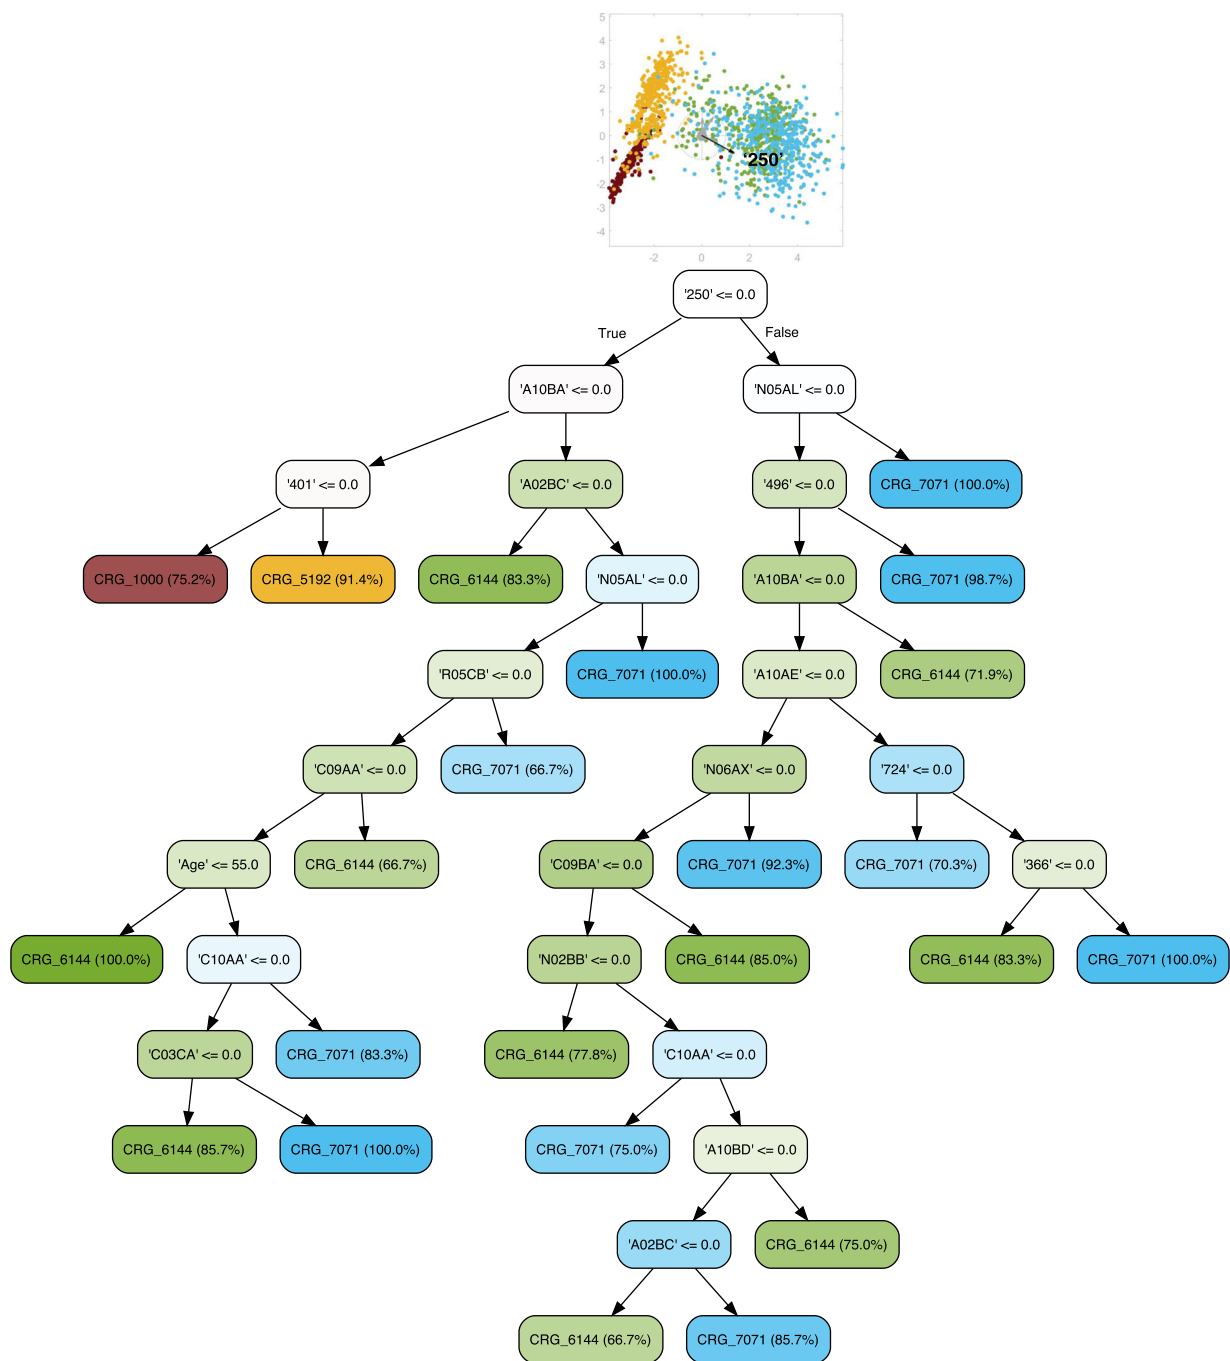 5
4
3
2
1
0
-1
-2
-3
-4
'250'
-2 0 2 4
'250' <= 0.0
True False
'A10BA' <= 0.0 'N05AL' <= 0.0
'401' <= 0.0 'A02BC' <= 0.0 '496' <= 0.0 CRG_7071 (100.0%)
CRG_1000 (75.2%) CRG_5192 (91.4%) CRG_6144 (83.3%) 'N05AL' <= 0.0 'A10BA' <= 0.0 CRG_7071 (98.7%)
'R05CB' <= 0.0 CRG_7071 (100.0%) 'A10AE' <= 0.0 CRG_6144 (71.9%)
'C09AA' <= 0.0 CRG_7071 (66.7%) 'N06AX' <= 0.0 '724' <= 0.0
'Age' <= 55.0 CRG_6144 (66.7%) 'C09BA' <= 0.0 CRG_7071 (92.3%) CRG_7071 (70.3%) '366' <= 0.0
CRG_6144 (100.0%) 'C10AA' <= 0.0 'N02BB' <= 0.0 CRG_6144 (85.0%) CRG_6144 (83.3%) CRG_7071 (100.0%)
'C03CA' <= 0.0 CRG_7071 (83.3%) CRG_6144 (77.8%) 'C10AA' <= 0.0
CRG_6144 (85.7%) CRG_7071 (100.0%) CRG_7071 (75.0%) 'A10BD' <= 0.0
'A02BC' <= 0.0 CRG_6144 (75.0%)
CRG_6144 (66.7%) CRG_7071 (85.7%)